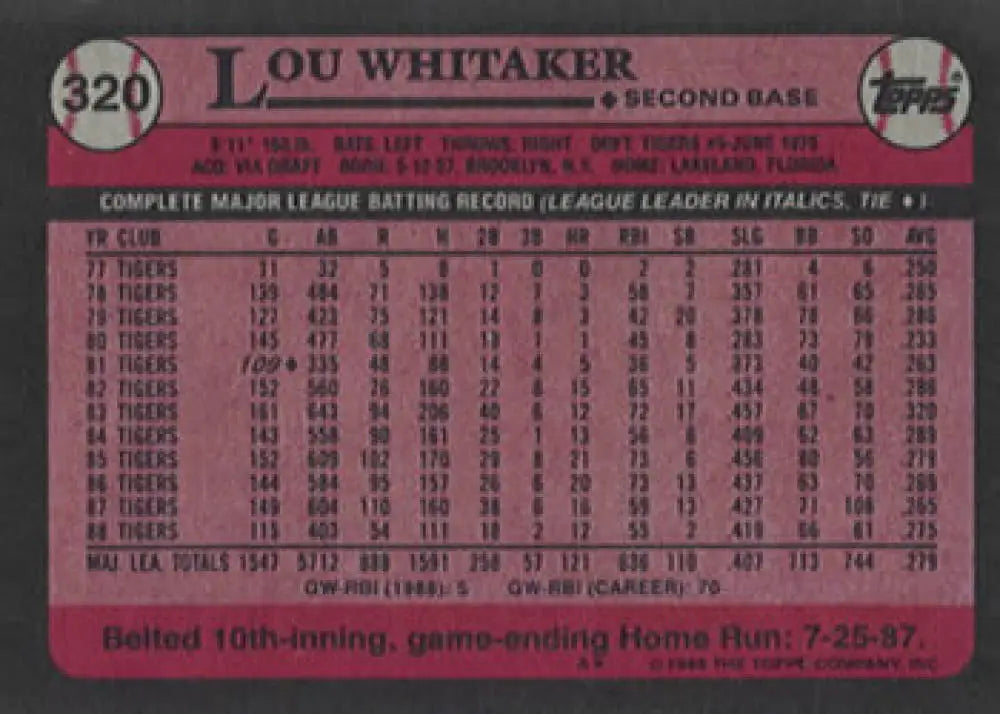 320
LOU WHITAKER
♦ SECOND BASE
TOPPS®
5'11" 160 lb. BATS: LEFT THROWS: RIGHT DRFT: TIGERS #5-JUNE 1975
ACQ: VIA DRAFT BORN: 5-12-57, BROOKLYN, N.Y. HOME: LAKELAND, FLORIDA
COMPLETE MAJOR LEAGUE BATTING RECORD (LEAGUE LEADER IN ITALICS, TIE ♦)
YR CLUB G AB R H 2B 3B HR RBI SB SLG BB SO AVG
77 TIGERS 11 32 5 8 1 0 0 2 2 .281 4 6 .250
78 TIGERS 139 484 71 138 12 7 3 58 7 .357 61 65 .285
79 TIGERS 127 423 75 121 14 8 3 42 20 .378 78 66 .286
80 TIGERS 145 477 68 111 19 1 1 45 8 .283 73 79 .233
81 TIGERS 109♦ 335 48 88 14 4 5 36 5 .373 40 42 .263
82 TIGERS 152 560 76 160 22 8 15 65 11 .434 48 58 .286
83 TIGERS 161 643 94 206 40 6 12 72 17 .457 67 70 .320
84 TIGERS 143 558 90 161 25 1 13 56 6 .409 62 63 .289
85 TIGERS 152 609 102 170 29 8 21 73 6 .456 80 56 .279
86 TIGERS 144 584 95 157 26 6 20 73 13 .437 63 70 .269
87 TIGERS 149 604 110 160 38 6 16 59 13 .427 71 108 .265
88 TIGERS 115 403 54 111 18 2 12 55 2 .419 66 61 .275
MAJ. LEA. TOTALS 1547 5712 888 1591 258 57 121 636 110 .407 713 744 .279
GW-RBI (1988): 5 GW-RBI (CAREER): 70
Belted 10th-inning, game-ending Home Run: 7-25-87.
A* © 1989 THE TOPPS COMPANY, INC.